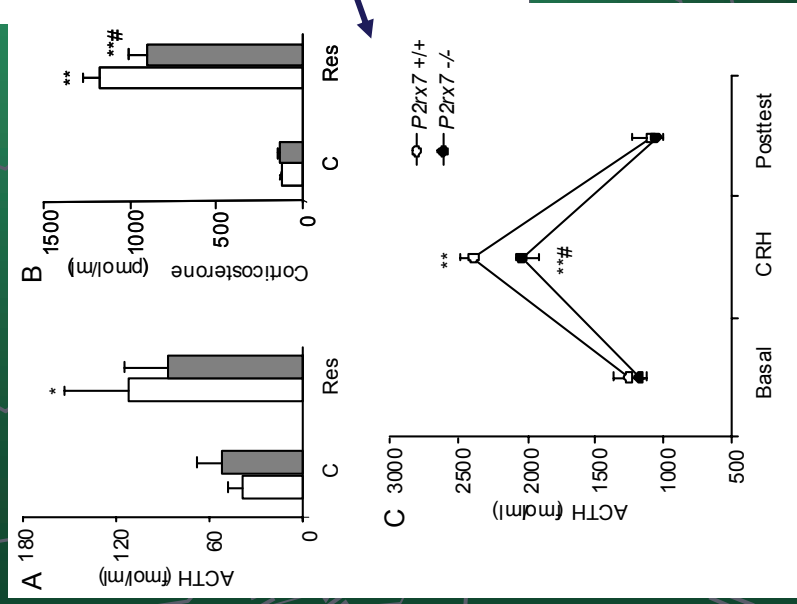 A
ACTH (fmol/ml)
180
120
60
0
*
C
Res
B
Corticosterone
(pmol/ml)
1500
1000
500
0
**
**#
C
Res
C
ACTH (fmol/ml)
3000
2500
2000
1500
1000
500
**
**#
P2rx7 +/+
P2rx7 -/-
Basal
CRH
Posttest